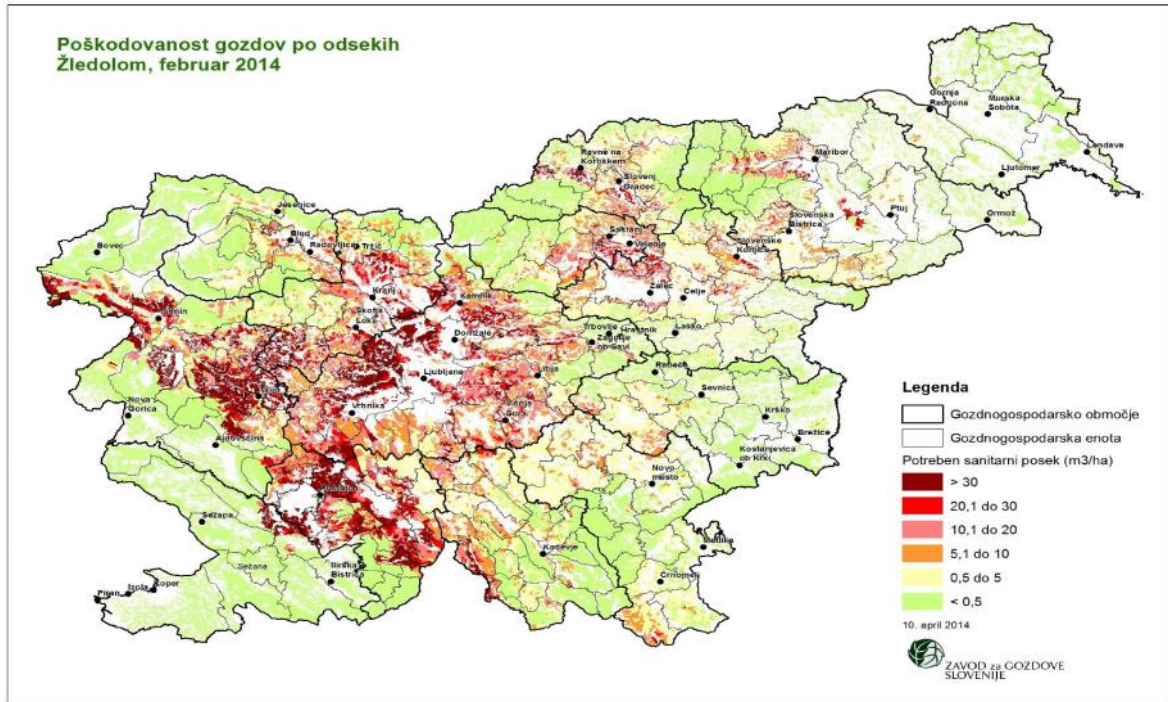 Poškodovanost gozdov po odsekih
Žledolom, februar 2014
Gornja
Radgona
Murska
Sobota
Lendava
Ljutomer
Ormož
Maribor
Ptuj
Ravne na
Koroškem
Slovenj
Gradec
Slovenska
Bistrica
Slovenske
Konjice
Šoštanj
Velenje
Žalec
Celje
Jesenice
Bled
Radovljica
Tržič
Bovec
Kranj
Kamnik
Škofja
Loka
Tolmin
Domžale
Trbovlje
Hrastnik
Zagorje
ob Savi
Laško
Ljubljana
Litija
Radeče
Sevnica
Idrija
Nova
Gorica
Vrhnika
Višnja
Gora
Krško
Brežice
Ajdovščina
Kostanjevica
ob Krki
Novo
mesto
Sežana
Kočevje
Metlika
Sežana
Ilirska
Bistrica
Črnomelj
Piran
Izola
Koper
Legenda
Gozdnogospodarsko območje
Gozdnogospodarska enota
Potreben sanitarni posek (m3/ha)
> 30
20,1 do 30
10,1 do 20
5,1 do 10
0,5 do 5
< 0,5
10. april 2014
ZAVOD za GOZDOVE
SLOVENIJE